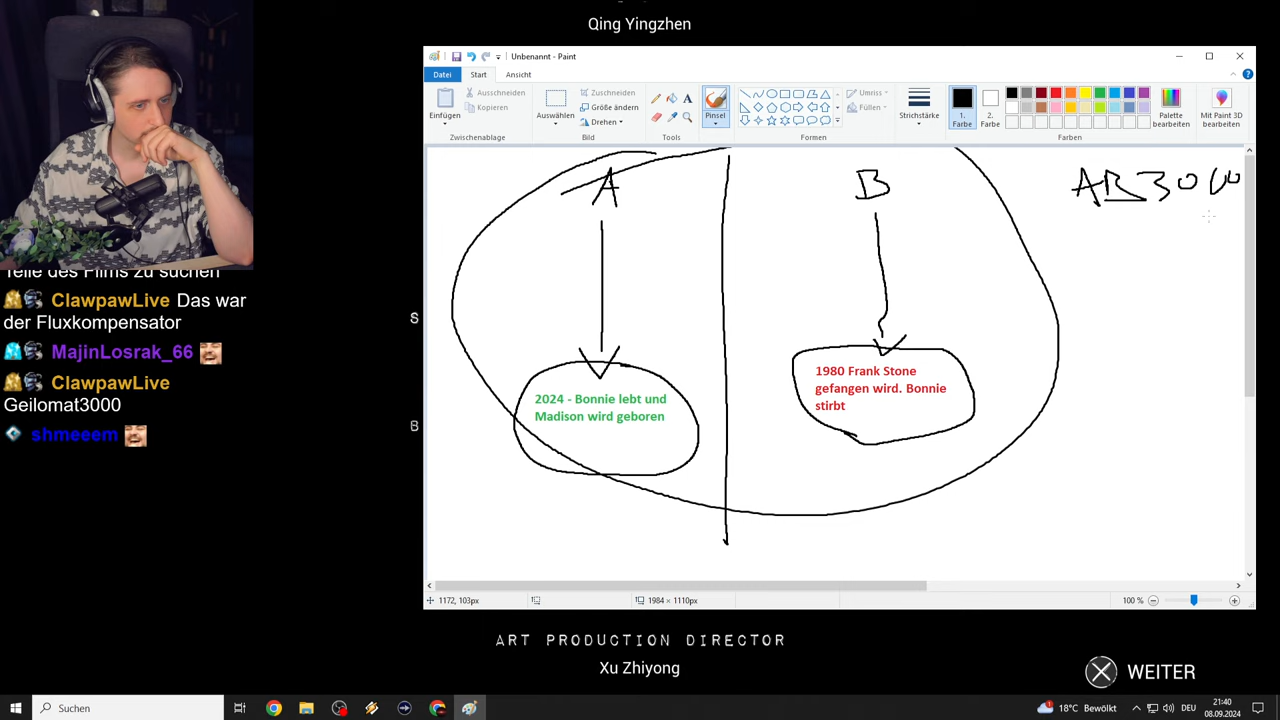 Qing Yingzhen
Unbenannt - Paint
Datei
Start
Ansicht
Einfügen
Ausschneiden
Kopieren
Zwischenablage
Auswählen
Zuschneiden
Größe ändern
Drehen
Bild
A
Tools
Pinsel
Umriss
Füllen
Formen
Strichstärke
1.
Farbe
2.
Farbe
Palette
bearbeiten
Farben
Mit Paint 3D
bearbeiten
A
B
AB3000
2024 - Bonnie lebt und
Madison wird geboren
1980 Frank Stone
gefangen wird. Bonnie
stirbt
Teile des Films zu suchen
ClawpawLive Das war
der Fluxkompensator
MajinLosrak_66
ClawpawLive
Geilomat3000
shmeeem
S
B
1172, 103px
1984 × 1110px
100 %
ART PRODUCTION DIRECTOR
Xu Zhiyong
WEITER
Suchen
18°C Bewölkt
DEU
21:40
08.09.2024